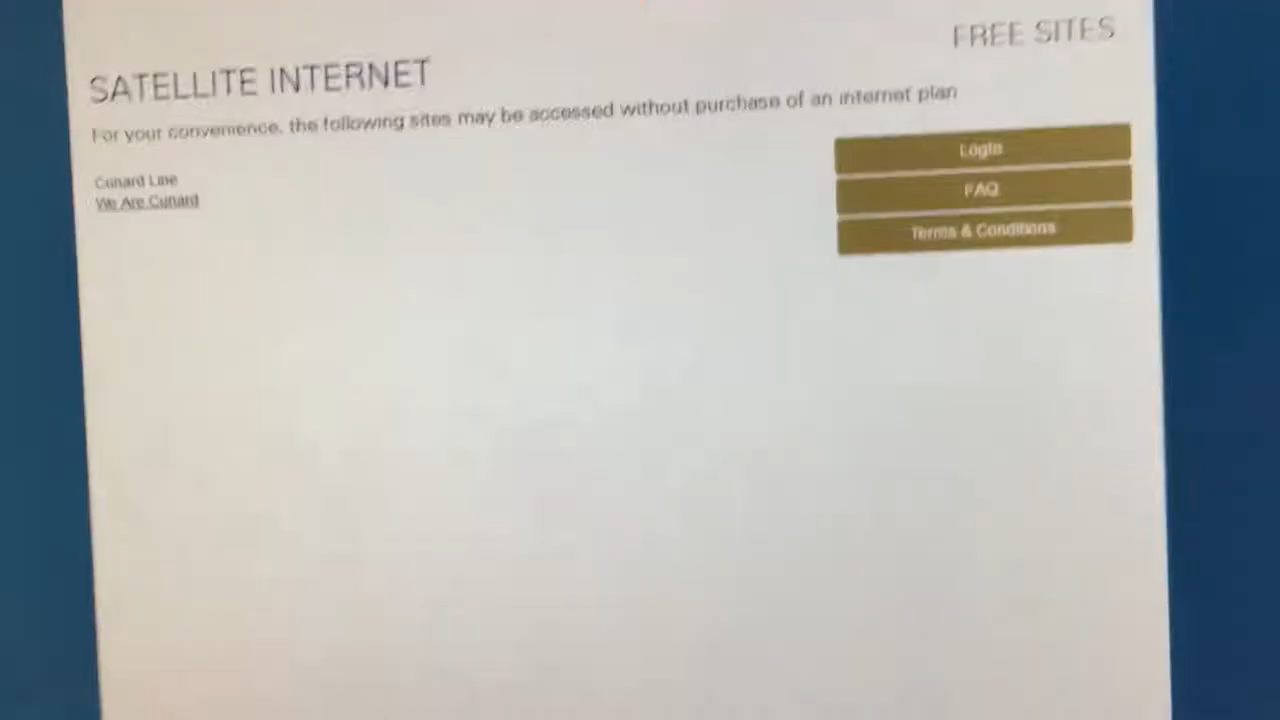 FREE SITES
SATELLITE INTERNET
For your convenience, the following sites may be accessed without purchase of an internet plan
Cunard Line
We Are Cunard
Login
FAQ
Terms & Conditions